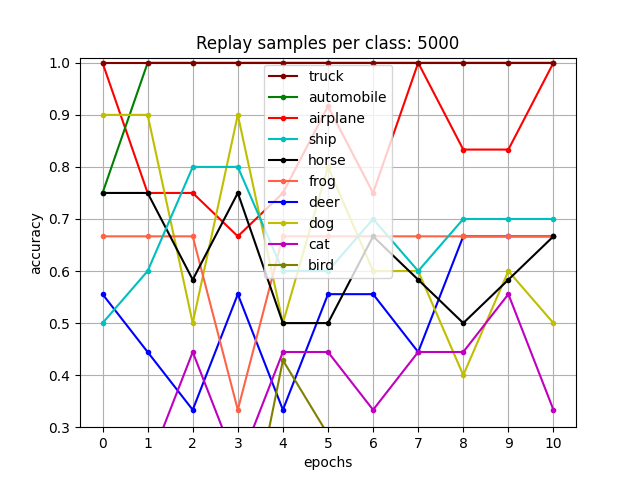 Replay samples per class: 5000
1.0
0.9
0.8
0.7
0.6
0.5
0.4
0.3
accuracy
truck
automobile
airplane
ship
horse
frog
deer
dog
cat
bird
0 1 2 3 4 5 6 7 8 9 10
epochs